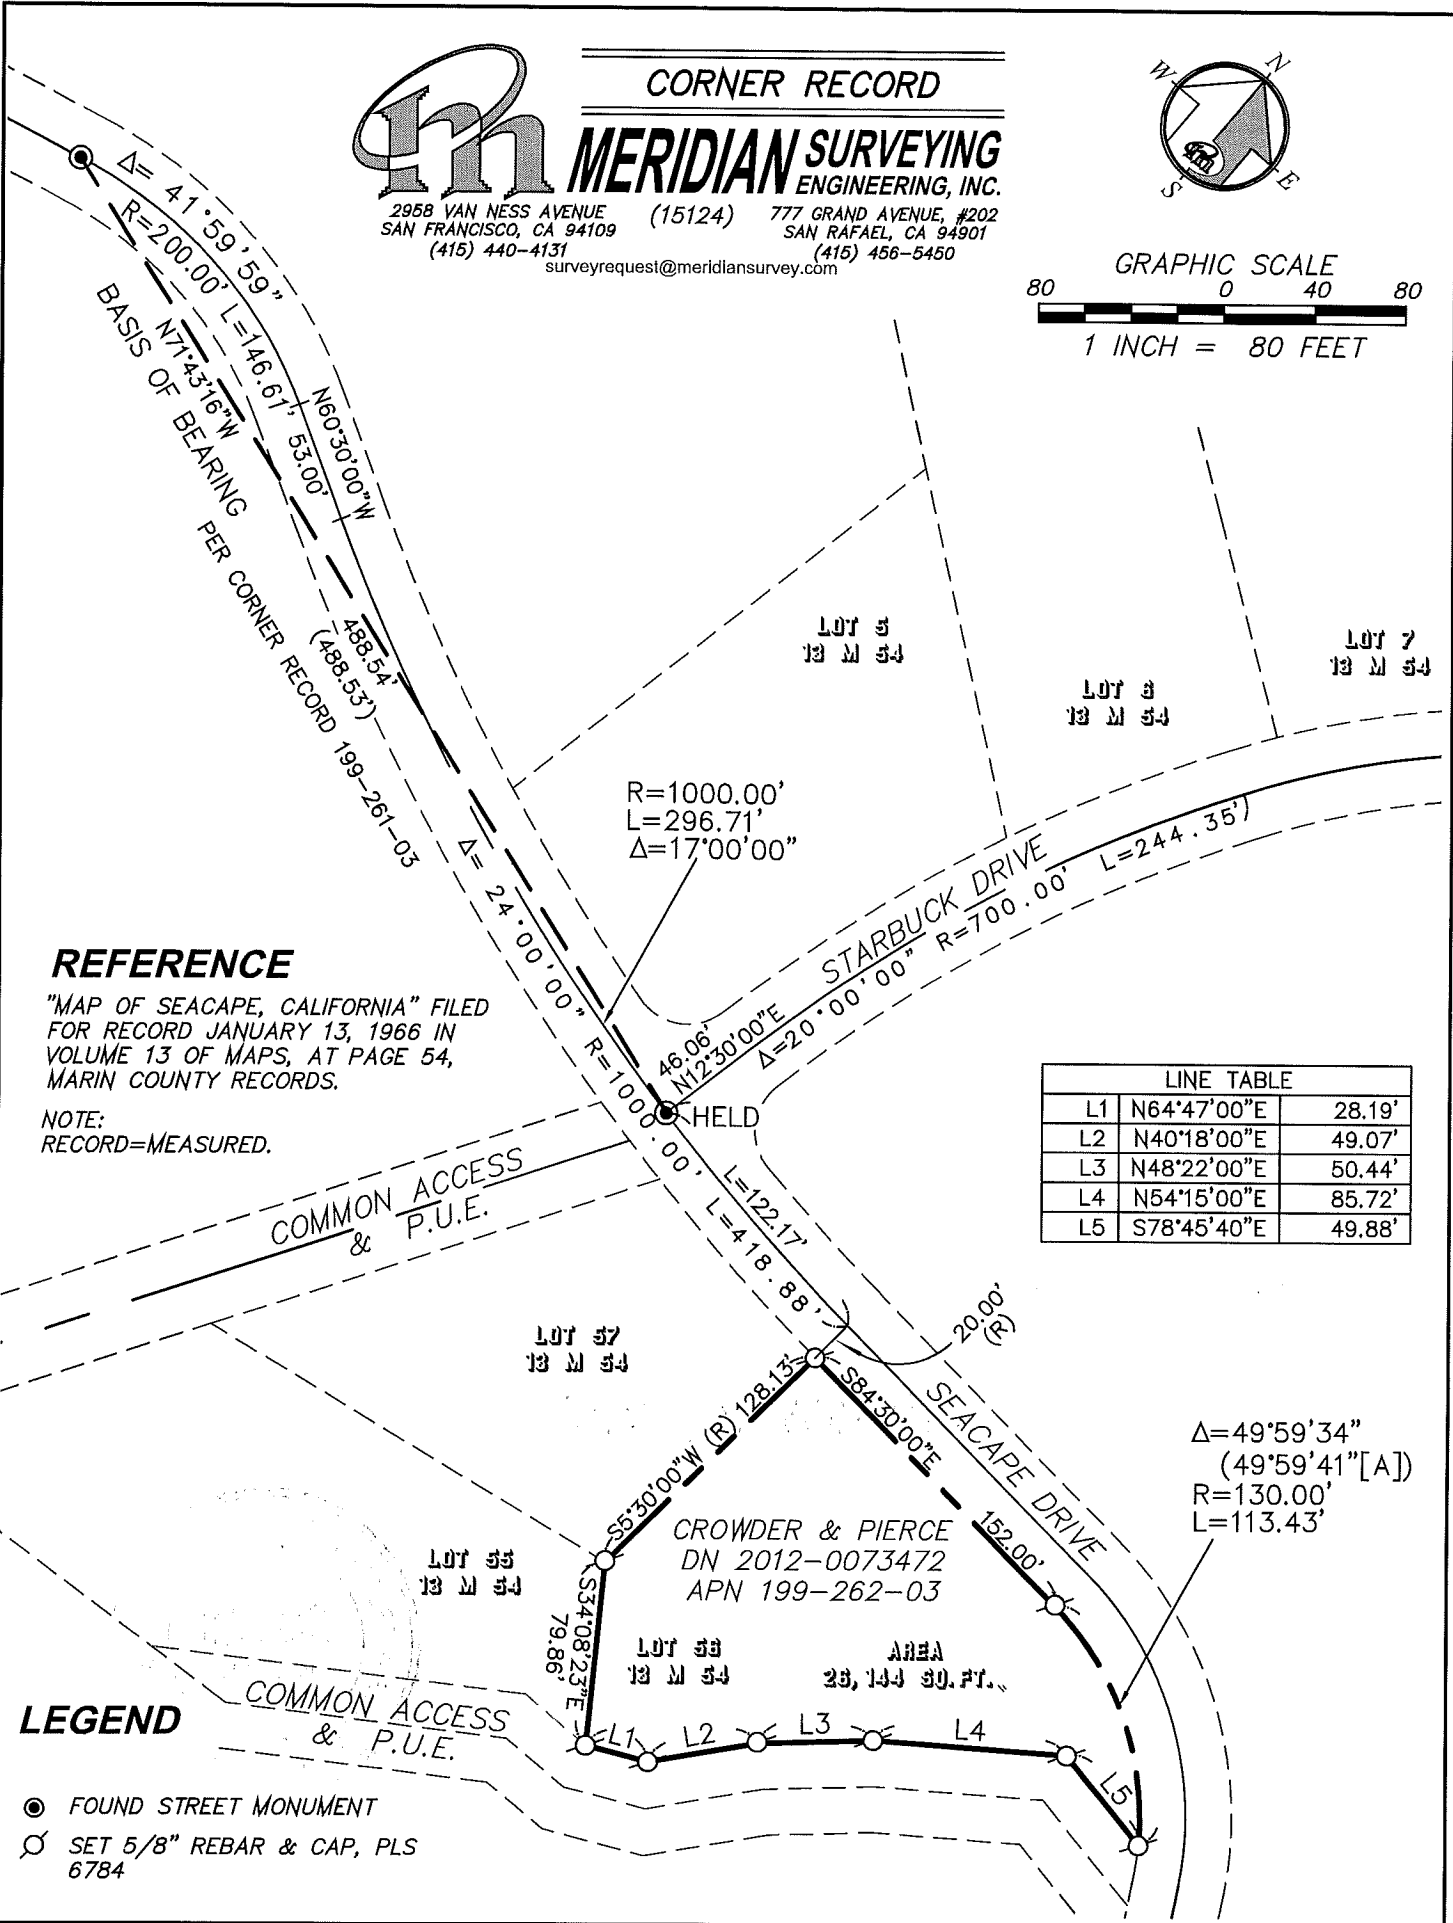 CORNER RECORD
MERIDIAN SURVEYING
ENGINEERING, INC.
2958 VAN NESS AVENUE
SAN FRANCISCO, CA 94109
(415) 440-4131
(15124)
777 GRAND AVENUE, #202
SAN RAFAEL, CA 94901
(415) 456-5450
surveyrequest@meridiansurvey.com
m
W
N
S
E
m
GRAPHIC SCALE
80 0 40 80
1 INCH = 80 FEET
Δ= 41°59'59"
R=200.00' L=146.61'
53.00'
N60°30'00"W
N71°43'16"W
BASIS OF BEARING
PER CORNER RECORD 199-261-03
488.54'
(488.53')
LOT 5
13 M 54
LOT 6
13 M 54
LOT 7
13 M 54
R=1000.00'
L=296.71'
Δ=17°00'00"
Δ= 24°00'00" R=1000.00' L=418.88'
STARBUCK DRIVE
46.06'
N12°30'00"E
Δ=20°00'00" R=700.00' L=244.35')
HELD
REFERENCE
"MAP OF SEACAPE, CALIFORNIA" FILED
FOR RECORD JANUARY 13, 1966 IN
VOLUME 13 OF MAPS, AT PAGE 54,
MARIN COUNTY RECORDS.
NOTE:
RECORD=MEASURED.
LINE TABLE
L1 N64°47'00"E 28.19'
L2 N40°18'00"E 49.07'
L3 N48°22'00"E 50.44'
L4 N54°15'00"E 85.72'
L5 S78°45'40"E 49.88'
COMMON ACCESS
& P.U.E.
L=122.17'
20.00'
(R)
LOT 57
13 M 54
S5°30'00"W (R) 128.13'
S84°30'00"E
152.00'
SEACAPE DRIVE
Δ=49°59'34"
(49°59'41"[A])
R=130.00'
L=113.43'
CROWDER & PIERCE
DN 2012-0073472
APN 199-262-03
LOT 55
13 M 54
S34°08'23"E
79.86'
LOT 56
13 M 54
AREA
26,144 SQ.FT.
L1
L2
L3
L4
L5
COMMON ACCESS
& P.U.E.
LEGEND
FOUND STREET MONUMENT
SET 5/8" REBAR & CAP, PLS
6784